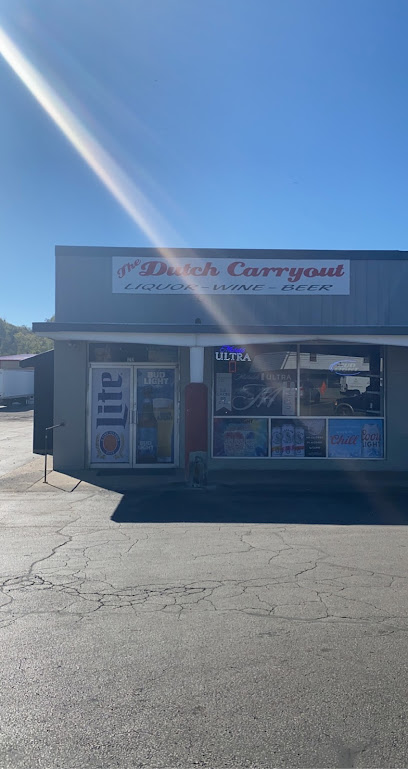 The Dutch Carryout
LIQUOR - WINE - BEER
ULTRA
ULTRA
Lite
BUD
LIGHT
Chill
Coors
LIGHT